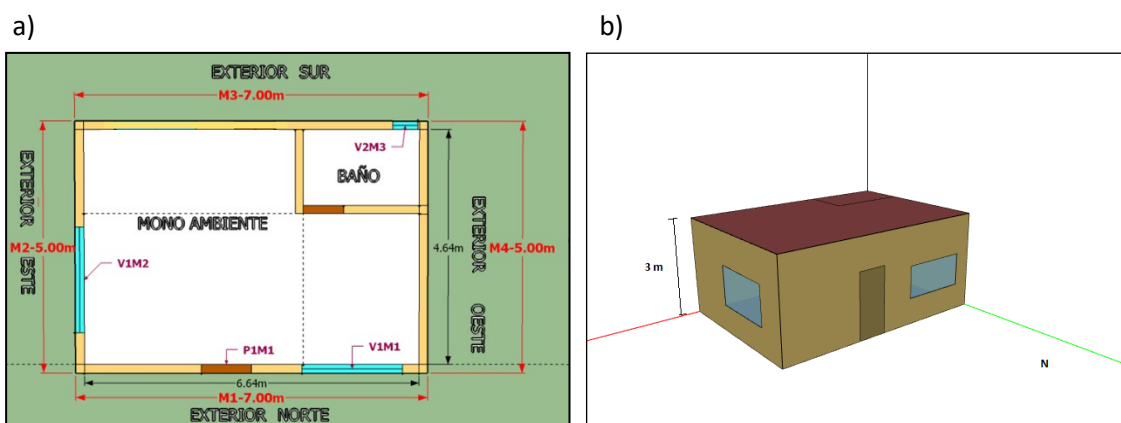 a)
b)
EXTERIOR SUR
M3-7.00m
V2M3
BAÑO
MONO AMBIENTE
EXTERIOR ESTE
M2-5.00m
V1M2
4.64m
M4-5.00m
EXTERIOR OESTE
P1M1
V1M1
6.64m
M1-7.00m
EXTERIOR NORTE
3 m
N